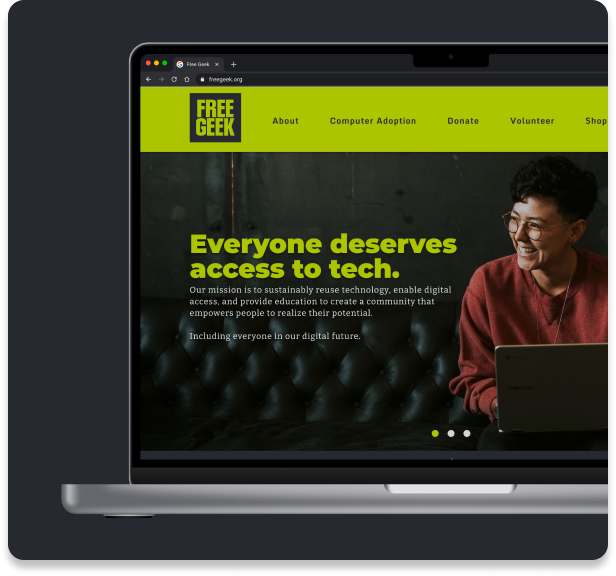 Free Geek
freegeek.org
FREE
GEEK
About Computer Adoption Donate Volunteer Shop
Everyone deserves
access to tech.
Our mission is to sustainably reuse technology, enable digital
access, and provide education to create a community that
empowers people to realize their potential.
Including everyone in our digital future.